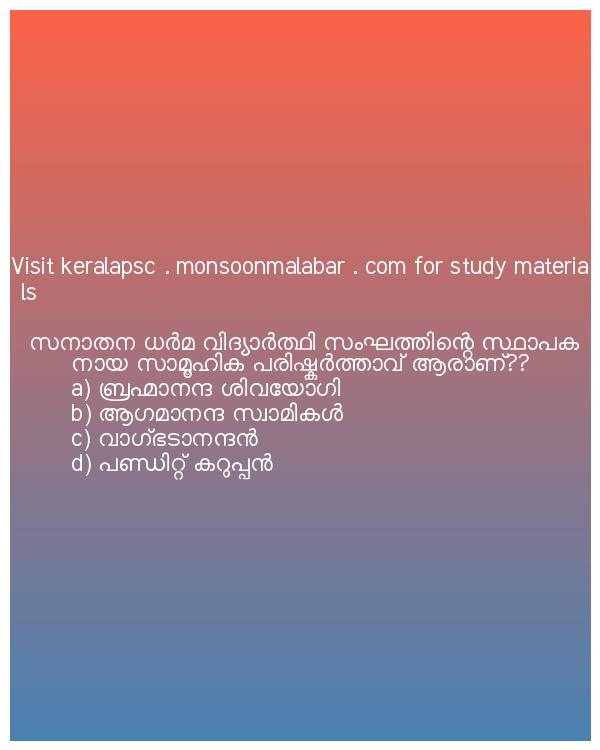 Visit keralapsc . monsoonmalabar . com for study materia
ls
സനാതന ധർമ വിദ്യാർത്ഥി സംഘത്തിന്റെ സ്ഥാപക
നായ സാമൂഹിക പരിഷ്കർത്താവ് ആരാണ്??
a) ബ്രഹ്മാനന്ദ ശിവയോഗി
b) ആഗമാനന്ദ സ്വാമികൾ
c) വാഗ്ഭടാനന്ദൻ
d) പണ്ഡിറ്റ് കറുപ്പൻ